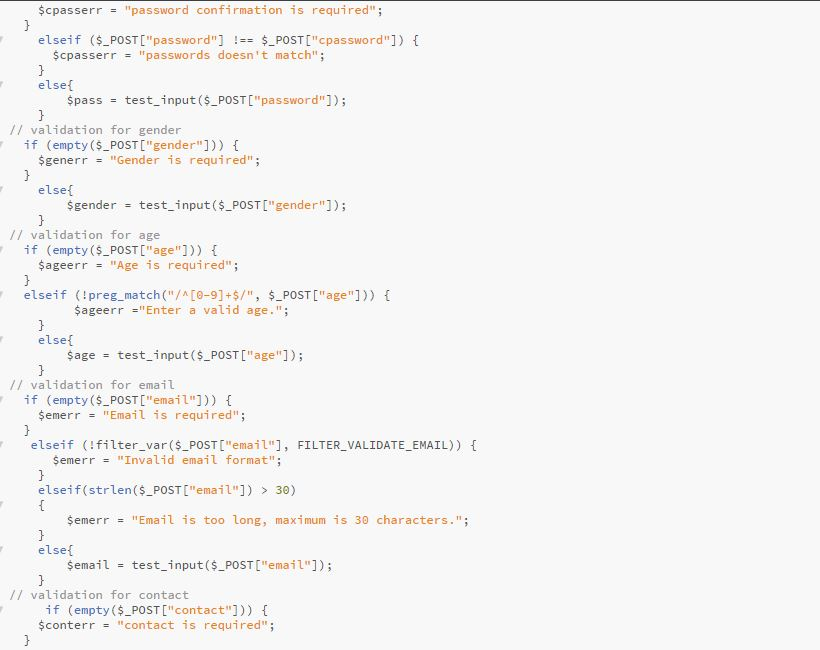 $cpasserr = "password confirmation is required";
}
elseif ($_POST["password"] !== $_POST["cpassword"]) {
$cpasserr = "passwords doesn't match";
}
else{
$pass = test_input($_POST["password"]);
}
// validation for gender
if (empty($_POST["gender"])) {
$generr = "Gender is required";
}
else{
$gender = test_input($_POST["gender"]);
}
// validation for age
if (empty($_POST["age"])) {
$ageerr = "Age is required";
}
elseif (!preg_match("/^[0-9]+$/", $_POST["age"])) {
$ageerr ="Enter a valid age.";
}
else{
$age = test_input($_POST["age"]);
}
// validation for email
if (empty($_POST["email"])) {
$emerr = "Email is required";
}
elseif (!filter_var($_POST["email"], FILTER_VALIDATE_EMAIL)) {
$emerr = "Invalid email format";
}
elseif(strlen($_POST["email"]) > 30)
{
$emerr = "Email is too long, maximum is 30 characters.";
}
else{
$email = test_input($_POST["email"]);
}
// validation for contact
if (empty($_POST["contact"])) {
$conterr = "contact is required";
}